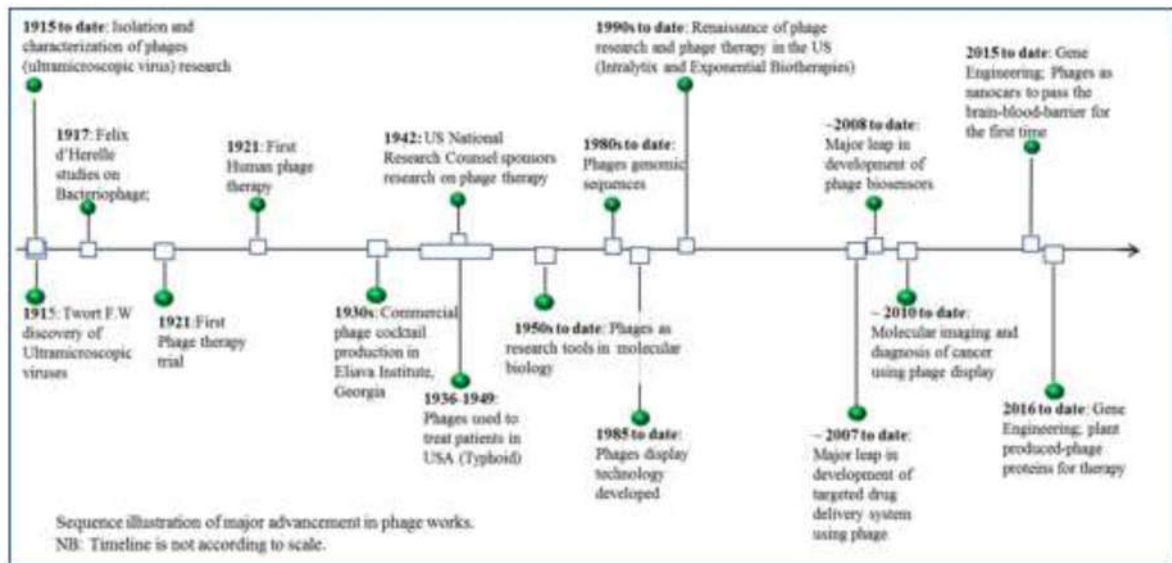 1915 to date: Isolation and
characterization of phages
(ultramicroscopic virus) research
1917: Felix
d'Herelle
studies on
Bacteriophage;
1921: First
Human phage
therapy
1942: US National
Research Counsel sponsors
research on phage therapy
1980s to date:
Phages genomic
sequences
1990s to date: Renaissance of phage
research and phage therapy in the US
(Intralytix and Exponential Biotherapies)
~2008 to date:
Major leap in
development of
phage biosensors
2015 to date: Gene
Engineering; Phages as
nanocars to pass the
brain-blood-barrier for
the first time
1915: Twort F.W
discovery of
Ultramicroscopic
viruses
1921: First
Phage therapy
trial
1930s: Commercial
phage cocktail
production in
Eliava Institute,
Georgia
1936-1949:
Phages used to
treat patients in
USA (Typhoid)
1950s to date: Phages as
research tools in molecular
biology
1985 to date:
Phages display
technology
developed
~ 2007 to date:
Major leap in
development of
targeted drug
delivery system
using phage
~ 2010 to date:
Molecular imaging and
diagnosis of cancer
using phage display
2016 to date: Gene
Engineering; plant
produced-phage
proteins for therapy
Sequence illustration of major advancement in phage works.
NB: Timeline is not according to scale.